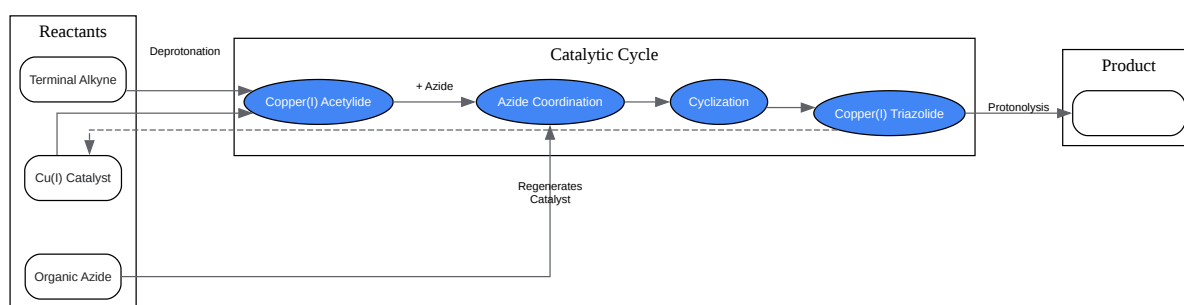 Reactants
Terminal Alkyne
Cu(I) Catalyst
Organic Azide
Deprotonation
Catalytic Cycle
Copper(I) Acetylide
+ Azide
Azide Coordination
Cyclization
Copper(I) Triazolide
Regenerates
Catalyst
Protonolysis
Product